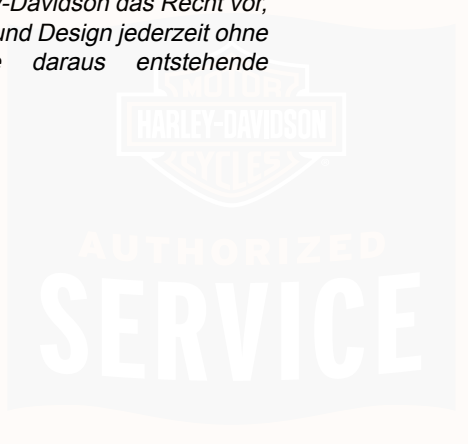 y-Davidson das Recht vor,
und Design jederzeit ohne
daraus entstehende
MOTOR
HARLEY-DAVIDSON
CYCLES
AUTHORIZED
SERVICE